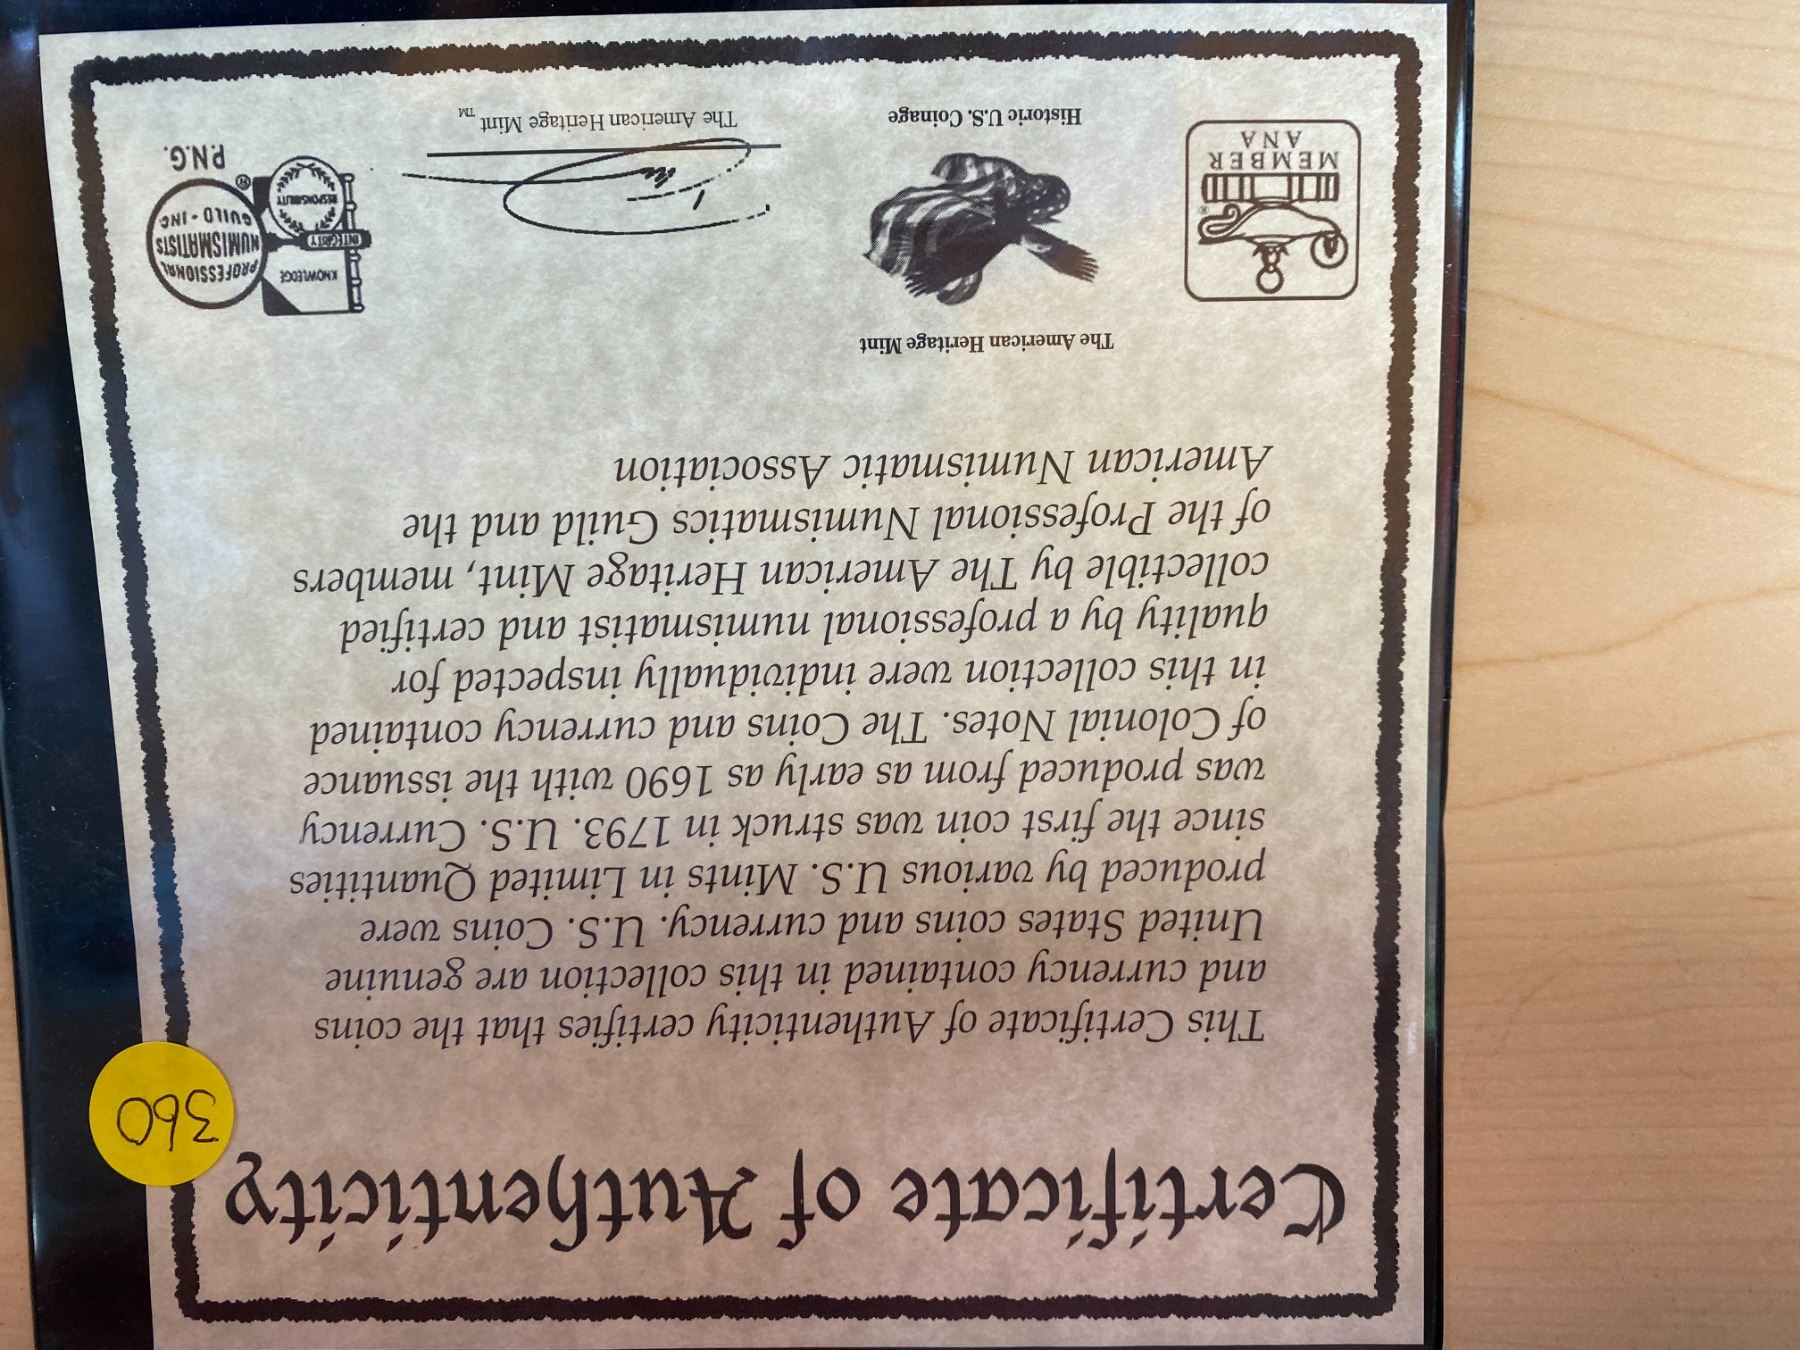 Certificate of Authenticity
360
This Certificate of Authenticity certifies that the coins
and currency contained in this collection are genuine
United States coins and currency. U.S. Coins were
produced by various U.S. Mints in Limited Quantities
since the first coin was struck in 1793. U.S. Currency
was produced from as early as 1690 with the issuance
of Colonial Notes. The Coins and currency contained
in this collection were individually inspected for
quality by a professional numismatist and certified
collectible by The American Heritage Mint, members
of the Professional Numismatics Guild and the
American Numismatic Association
The American Heritage Mint
Historic U.S. Coinage
MEMBER
ANA
®
The American Heritage Mint ™
KNOWLEDGE
INTEGRITY
RESPONSIBILITY
PROFESSIONAL
NUMISMATISTS
GUILD • INC.
®
P.N.G.